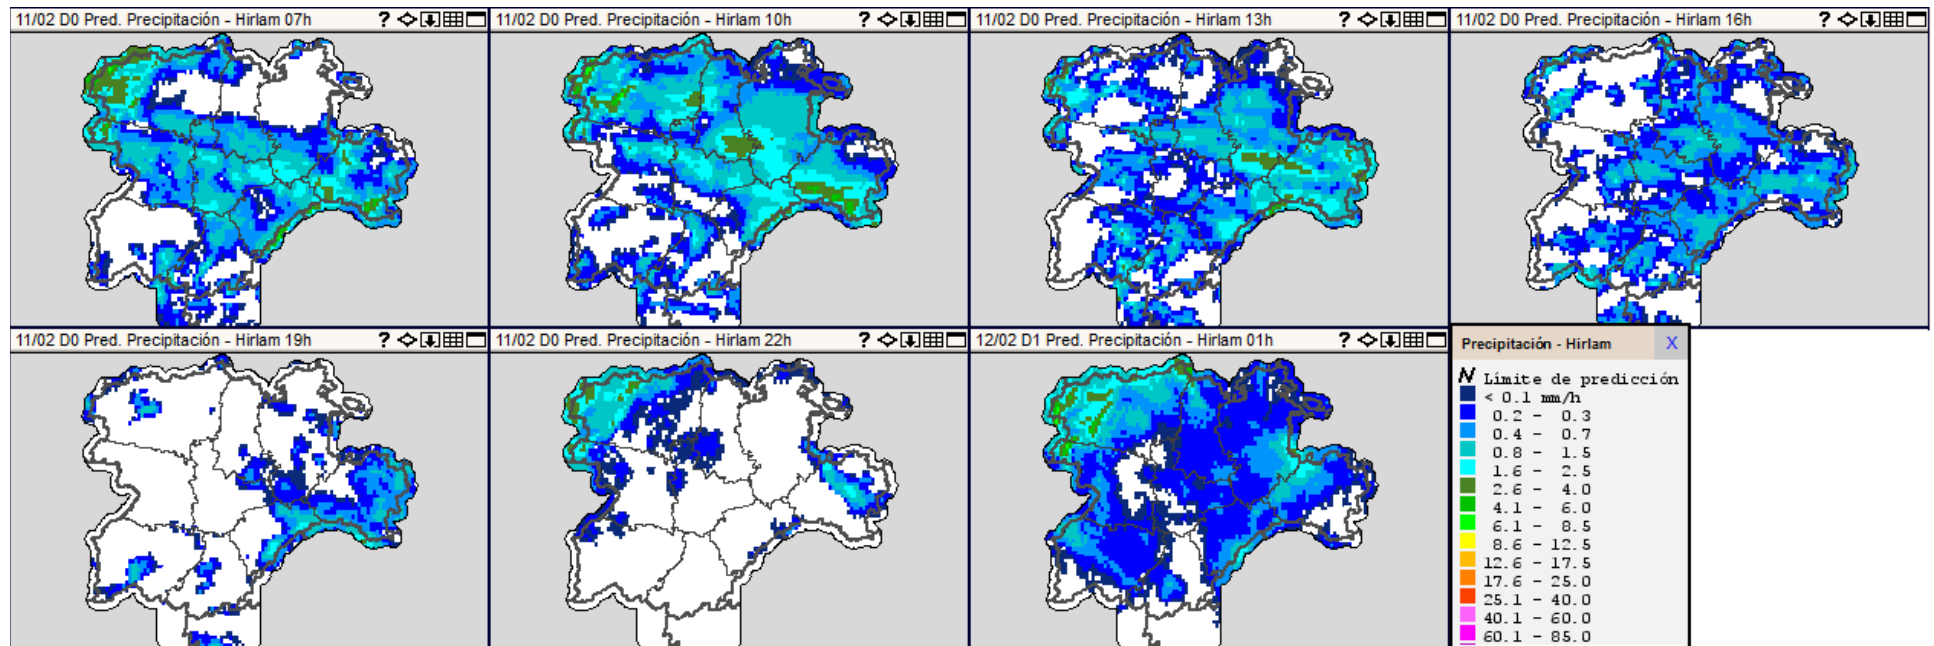 11/02 D0 Pred. Precipitación - Hirlam 07h ?
11/02 D0 Pred. Precipitación - Hirlam 10h ?
11/02 D0 Pred. Precipitación - Hirlam 13h ?
11/02 D0 Pred. Precipitación - Hirlam 16h ?
11/02 D0 Pred. Precipitación - Hirlam 19h ?
11/02 D0 Pred. Precipitación - Hirlam 22h ?
12/02 D1 Pred. Precipitación - Hirlam 01h ?
Precipitación - Hirlam X
N Límite de predicción
< 0.1 mm/h
0.2 - 0.3
0.4 - 0.7
0.8 - 1.5
1.6 - 2.5
2.6 - 4.0
4.1 - 6.0
6.1 - 8.5
8.6 - 12.5
12.6 - 17.5
17.6 - 25.0
25.1 - 40.0
40.1 - 60.0
60.1 - 85.0